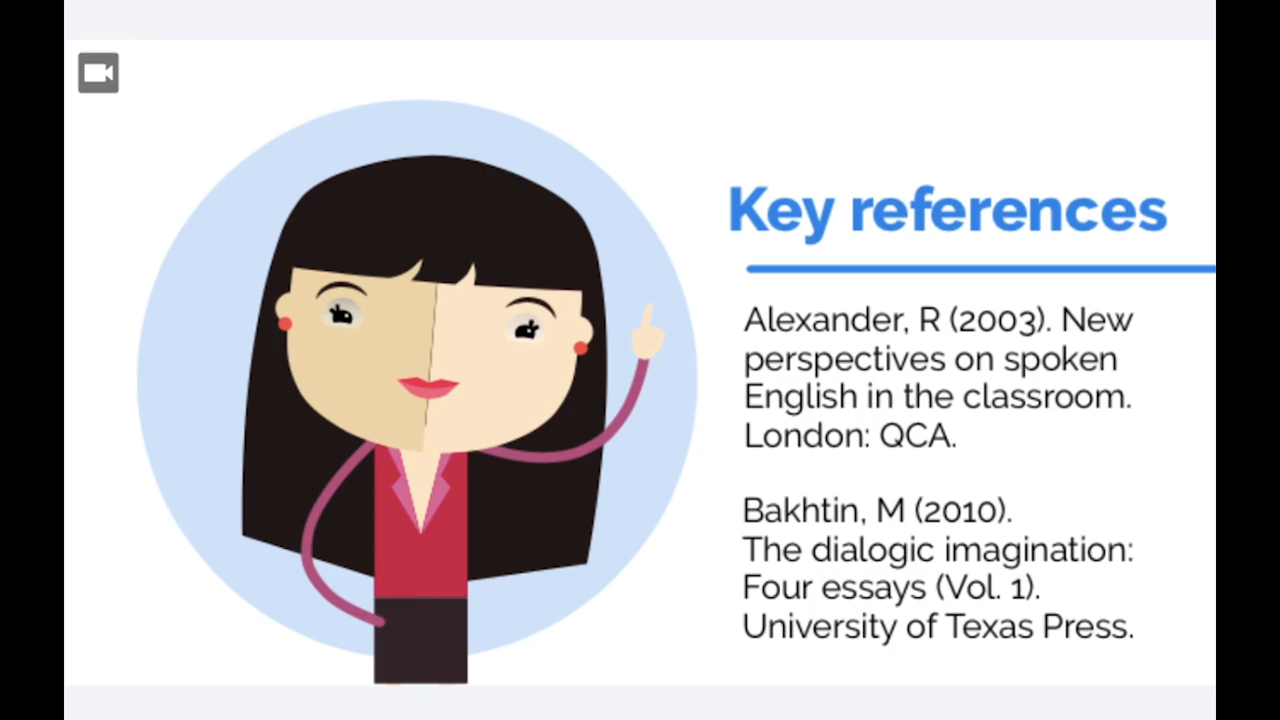 Key references
Alexander, R (2003). New
perspectives on spoken
English in the classroom.
London: QCA.
Bakhtin, M (2010).
The dialogic imagination:
Four essays (Vol. 1).
University of Texas Press.